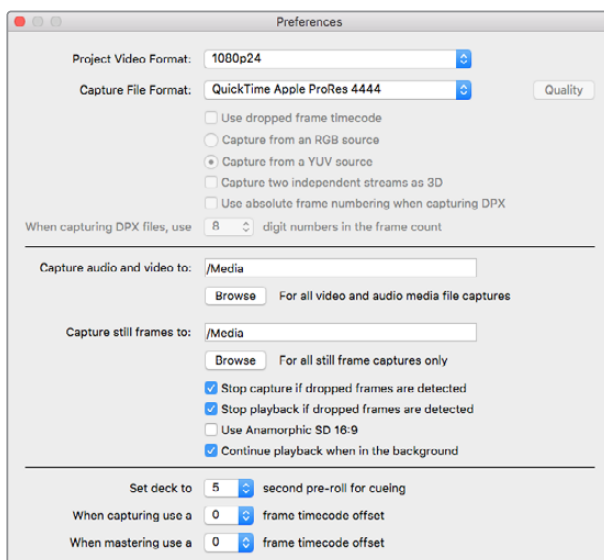 Preferences
Project Video Format: 1080p24
Capture File Format: QuickTime Apple ProRes 4444 Quality
Use dropped frame timecode
Capture from an RGB source
Capture from a YUV source
Capture two independent streams as 3D
Use absolute frame numbering when capturing DPX
When capturing DPX files, use 8 digit numbers in the frame count
Capture audio and video to: /Media
Browse For all video and audio media file captures
Capture still frames to: /Media
Browse For all still frame captures only
Stop capture if dropped frames are detected
Stop playback if dropped frames are detected
Use Anamorphic SD 16:9
Continue playback when in the background
Set deck to 5 second pre-roll for cueing
When capturing use a 0 frame timecode offset
When mastering use a 0 frame timecode offset